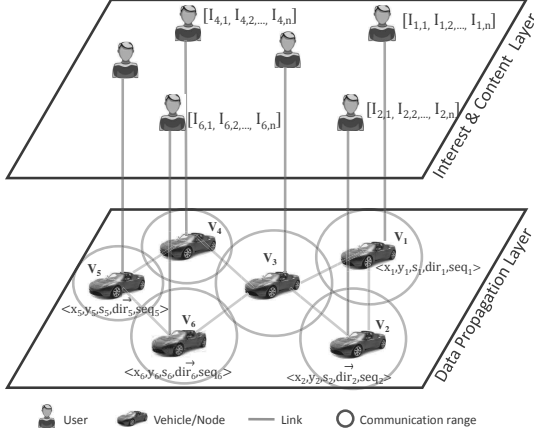 [I4,1, I4,2,..., I4,n]
[I1,1, I1,2,..., I1,n]
[I6,1, I6,2,..., I6,n]
[I2,1, I2,2,..., I2,n]
Interest & Content Layer
V4
V1
V5
V3
<x1,y1,s1,dir1,seq1>
<x5,y5,s5,dir5,seq5>
V6
V2
<x6,y6,s6,dir6,seq6>
<x2,y2,s2,dir2,seq2>
Data Propagation Layer
User Vehicle/Node Link Communication range